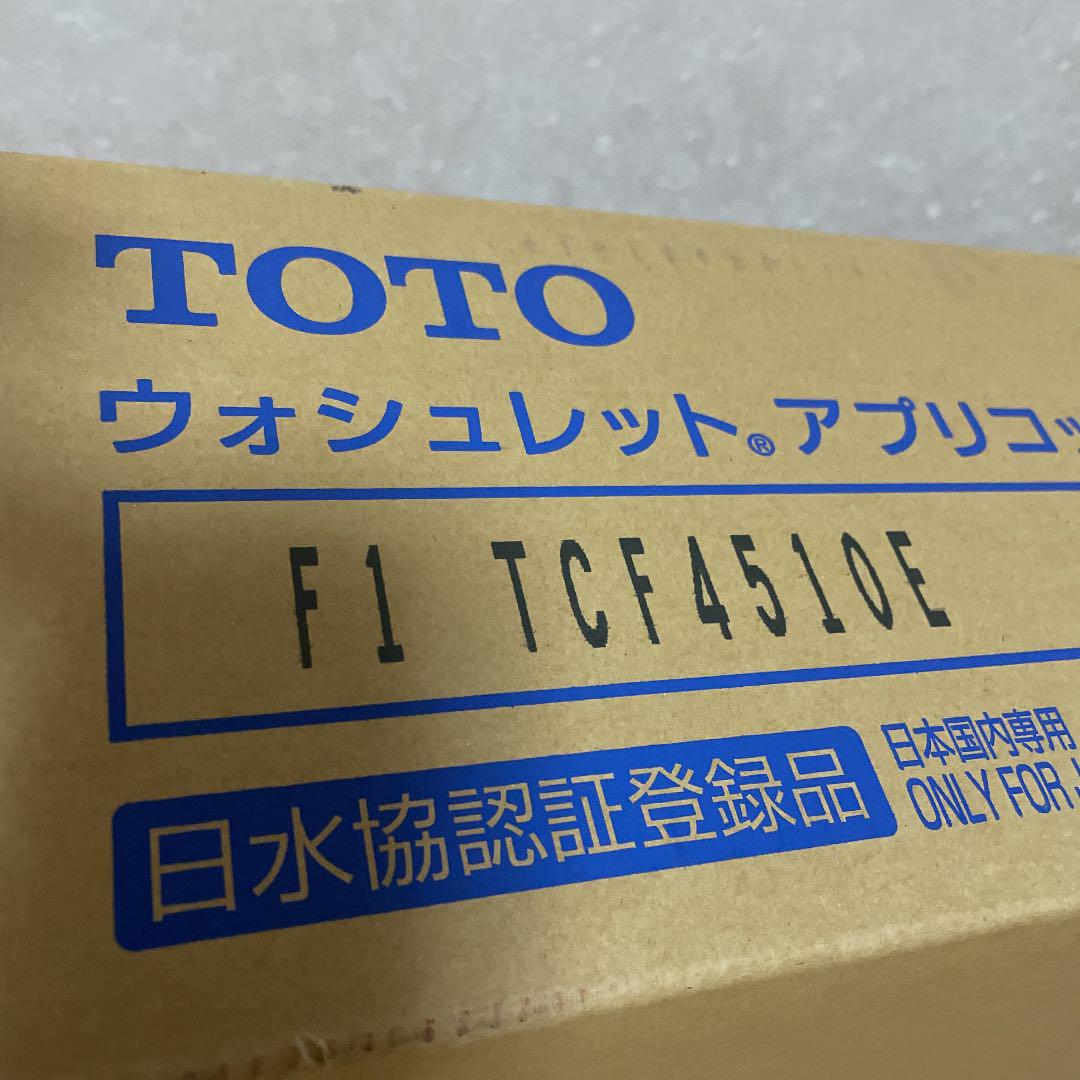 TOTO
ウォシュレット®アプリコッ
F1 TCF4510E
日水協認証登録品
日本国内専用
ONLY FOR J